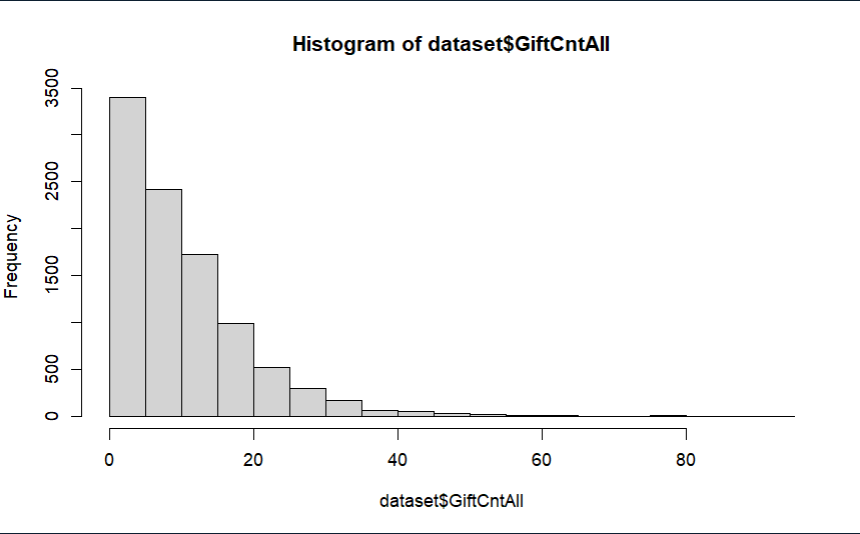 Histogram of dataset$GiftCntAll
Frequency
3500
2500
1500
500
0
0 20 40 60 80
dataset$GiftCntAll